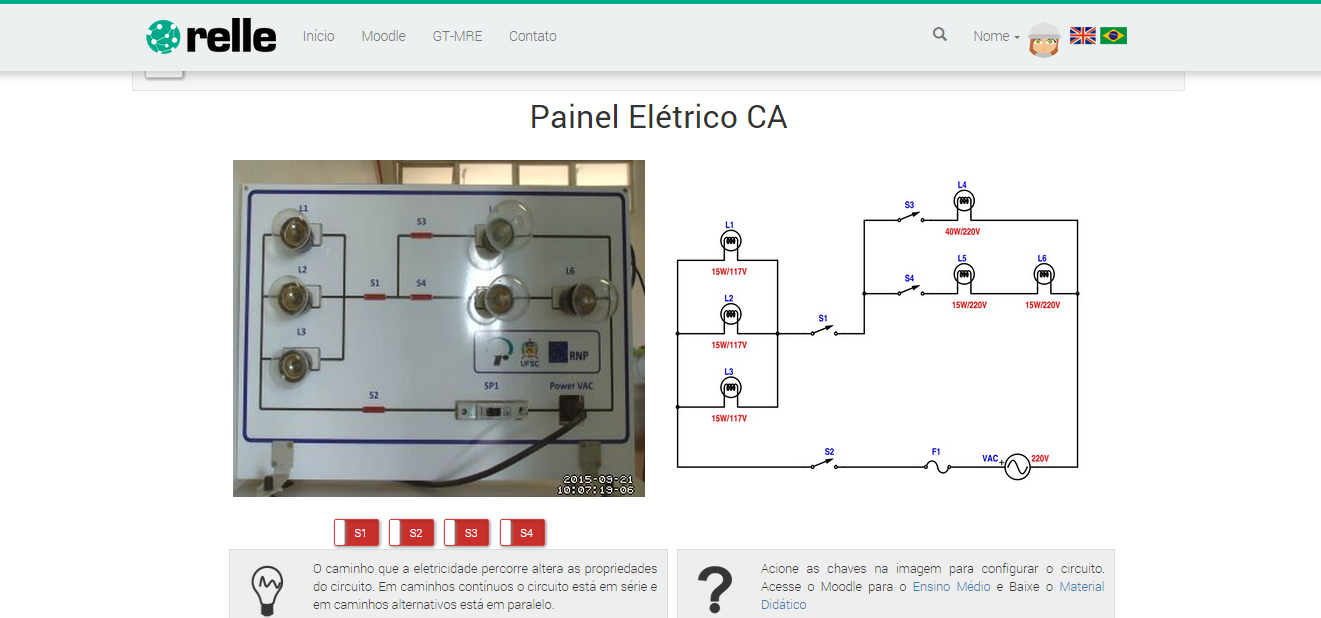 relle Início Moodle GT-MRE Contato Nome
Painel Elétrico CA
L1
S3
L2
S1 S4
L6
L3
UFSC RNP
SP1 Power VAC
S2
2015-09-21
10:07:19-06
L4
S3
40W/220V
L1
15W/117V
L5 L6
S4
15W/220V 15W/220V
L2
S1
15W/117V
L3
15W/117V
S2 F1 VAC + 220V
S1 S2 S3 S4
O caminho que a eletricidade percorre altera as propriedades
do circuito. Em caminhos contínuos o circuito está em série e
em caminhos alternativos está em paralelo.
?
Acione as chaves na imagem para configurar o circuito.
Acesse o Moodle para o Ensino Médio e Baixe o Material
Didático